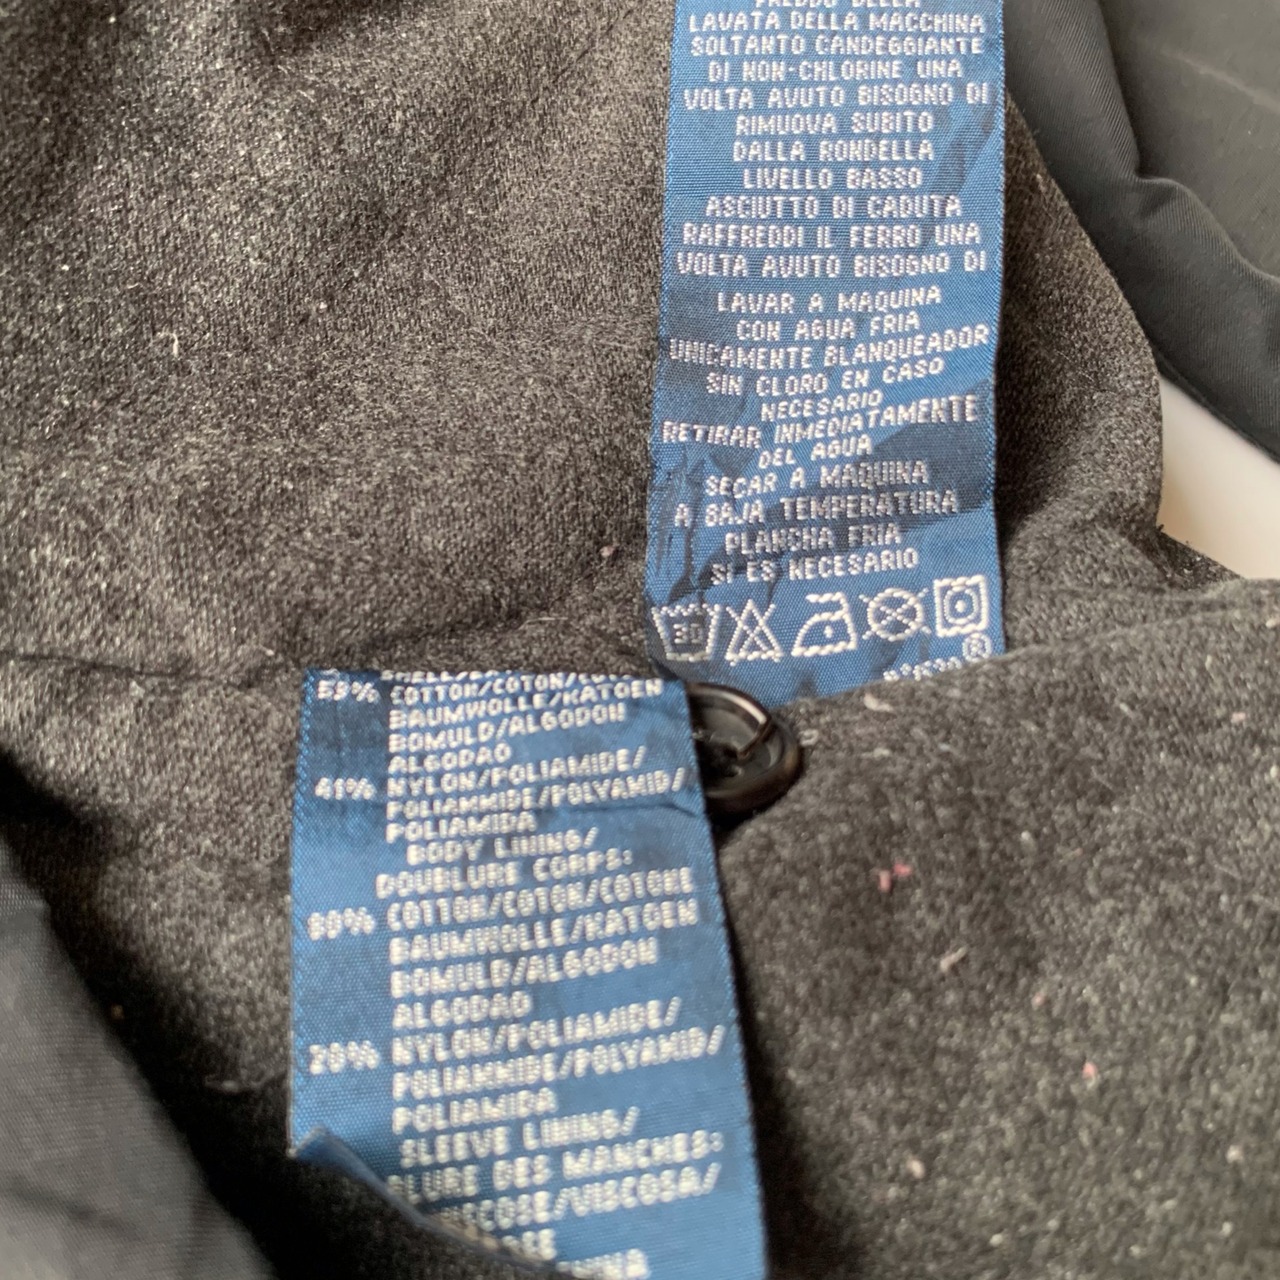 FREDDO DELLA
LAVATA DELLA MACCHINA
SOLTANTO CANDEGGIANTE
DI NON-CHLORINE UNA
VOLTA AVUTO BISOGNO DI
RIMUOVA SUBITO
DALLA RONDELLA
LIVELLO BASSO
ASCIUTTO DI CADUTA
RAFFREDDI IL FERRO UNA
VOLTA AVUTO BISOGNO DI
LAVAR A MAQUINA
CON AGUA FRIA
UNICAMENTE BLANQUEADOR
SIN CLORO EN CASO
NECESARIO
RETIRAR INMEDIATAMENTE
DEL AGUA
SECAR A MAQUINA
A BAJA TEMPERATURA
PLANCHA FRIA
SI ES NECESARIO
30
59% COTTON/COTON/
BAUMWOLLE/KATOEN
BOMULD/ALGODON
ALGODAO
41% NYLON/POLIAMIDE/
POLIAMMIDE/POLYAMID/
POLIAMIDA
BODY LINING/
DOUBLURE CORPS:
80% COTTON/COTON/COTONE
BAUMWOLLE/KATOEN
BOMULD/ALGODON
ALGODAO
20% NYLON/POLIAMIDE/
POLIAMMIDE/POLYAMID/
POLIAMIDA
SLEEVE LINING/
BLURE DES MANCHES:
VISCOSE/VISCOSA/